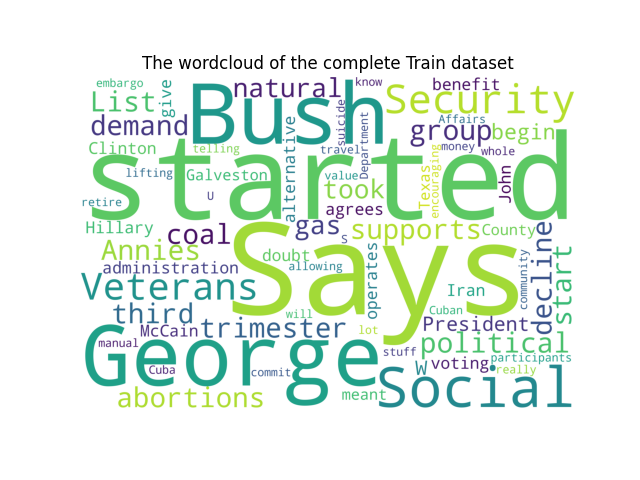 The wordcloud of the complete Train dataset
embargo
give
natural
know
benefit
List
Bush
Security
demand
suicide
Department
Affairs
group
begin
Clinton
telling
alternative
travel
money
whole
started
lifting
Galveston
value
encouraging
Texas
John
retire
U
took
agrees
Hillary
coal
gas
S
supports
County
Annies
Says
doubt
operates
administration
allowing
community
decline
start
Veterans
Iran
third
will
Cuban
McCain
trimester
lot
President
manual
George
stuff
political
Cuba
commit
W
voting
participants
really
abortions
meant
Social